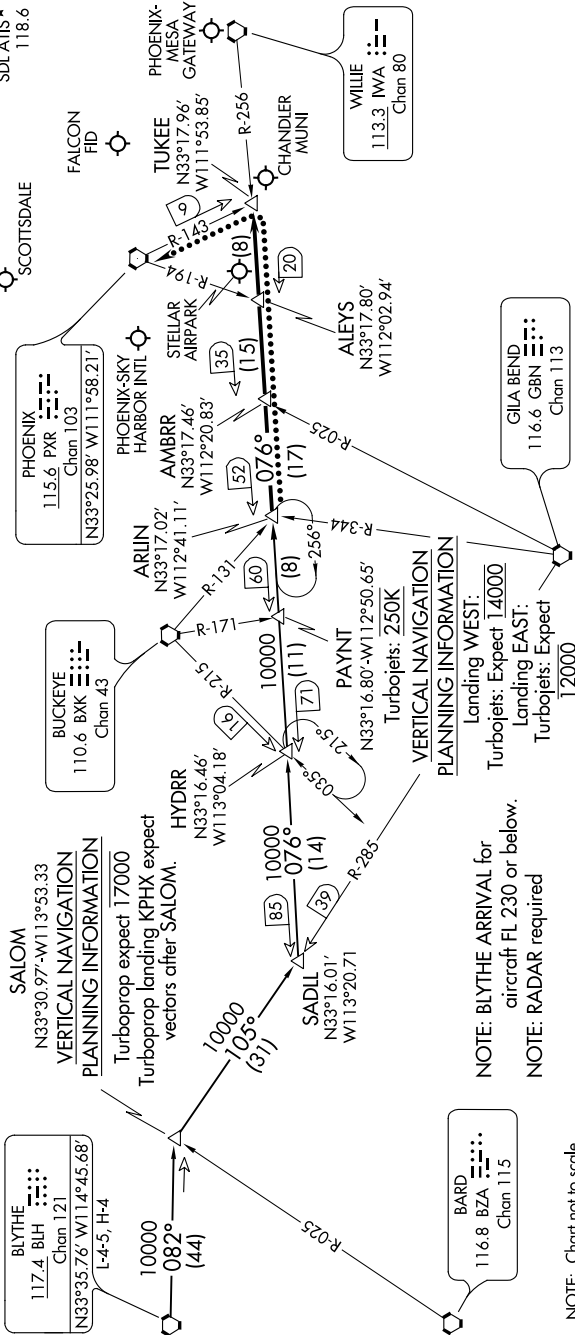 SDL ATIS ★
118.6
SCOTTSDALE
FALCON
FID
PHOENIX-
MESA
GATEWAY
PHOENIX
115.6 PXR
Chan 103
N33°25.98' W111°58.21'
PHOENIX-SKY
HARBOR INTL
STELLAR
AIRPARK
TUKEE
N33°17.96'
W111°53.85'
CHANDLER
MUNI
WILLIE
113.3 IWA
Chan 80
R-256
9
R-143
R-194
(8)
20
ALEYS
N33°17.80'
W112°02.94'
35
(15)
AMBRR
N33°17.46'
W112°20.83'
076°
(17)
52
ARLIN
N33°17.02'
W112°41.11'
R-025
R-344
GILA BEND
116.6 GBN
Chan 113
BUCKEYE
110.6 BXK
Chan 43
R-131
R-171
R-215
60
(8)
256°
10000
(11)
71
16
PAYNT
N33°16.80'-W112°50.65'
Turbojets: 250K
VERTICAL NAVIGATION
PLANNING INFORMATION
Landing WEST:
Turbojets: Expect 14000
Landing EAST:
Turbojets: Expect
12000
HYDRR
N33°16.46'
W113°04.18'
215°
035°
10000
076°
(14)
85
39
R-285
SADLL
N33°16.01'
W113°20.71
SALOM
N33°30.97'-W113°53.33
VERTICAL NAVIGATION
PLANNING INFORMATION
Turboprop expect 17000
Turboprop landing KPHX expect
vectors after SALOM.
10000
105°
(31)
BLYTHE
117.4 BLH
Chan 121
N33°35.76' W114°45.68'
L-4-5, H-4
10000
082°
(44)
R-025
BARD
116.8 BZA
Chan 115
NOTE: BLYTHE ARRIVAL for
aircraft FL 230 or below.
NOTE: RADAR required
NOTE: Chart not to scale